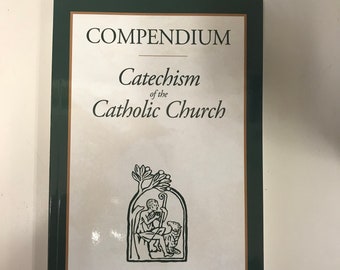 COMPENDIUM
Catechism
of the
Catholic Church